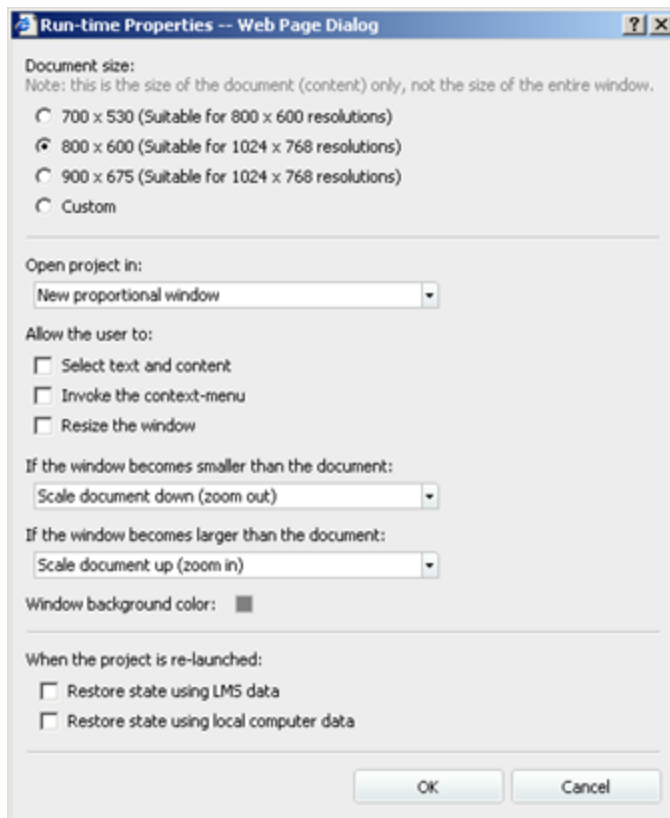 Run-time Properties -- Web Page Dialog
Document size:
Note: this is the size of the document (content) only, not the size of the entire window.
700 x 530 (Suitable for 800 x 600 resolutions)
800 x 600 (Suitable for 1024 x 768 resolutions)
900 x 675 (Suitable for 1024 x 768 resolutions)
Custom
Open project in:
New proportional window
Allow the user to:
Select text and content
Invoke the context-menu
Resize the window
If the window becomes smaller than the document:
Scale document down (zoom out)
If the window becomes larger than the document:
Scale document up (zoom in)
Window background color:
When the project is re-launched:
Restore state using LMS data
Restore state using local computer data
OK Cancel